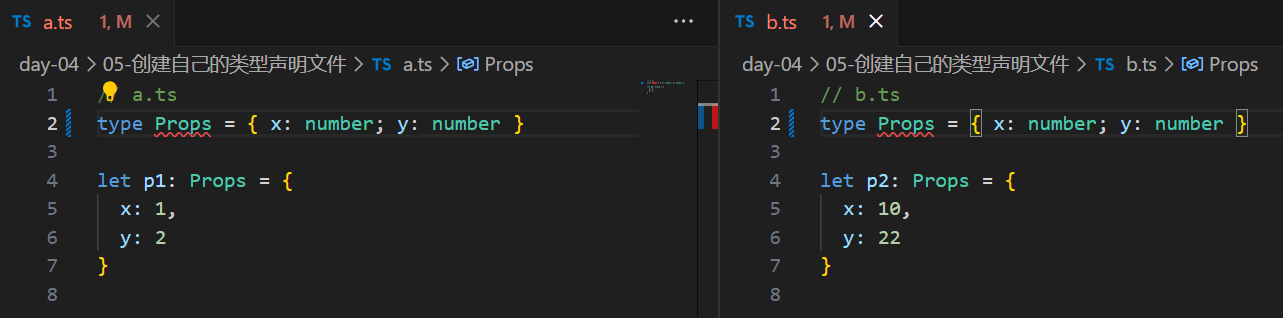 TS a.ts 1, M
day-04 > 05-创建自己的类型声明文件 > TS a.ts > Props
1 // a.ts
2 type Props = { x: number; y: number }
3
4 let p1: Props = {
5 x: 1,
6 y: 2
7 }
8
TS b.ts 1, M
day-04 > 05-创建自己的类型声明文件 > TS b.ts > Props
1 // b.ts
2 type Props = { x: number; y: number }
3
4 let p2: Props = {
5 x: 10,
6 y: 22
7 }
8